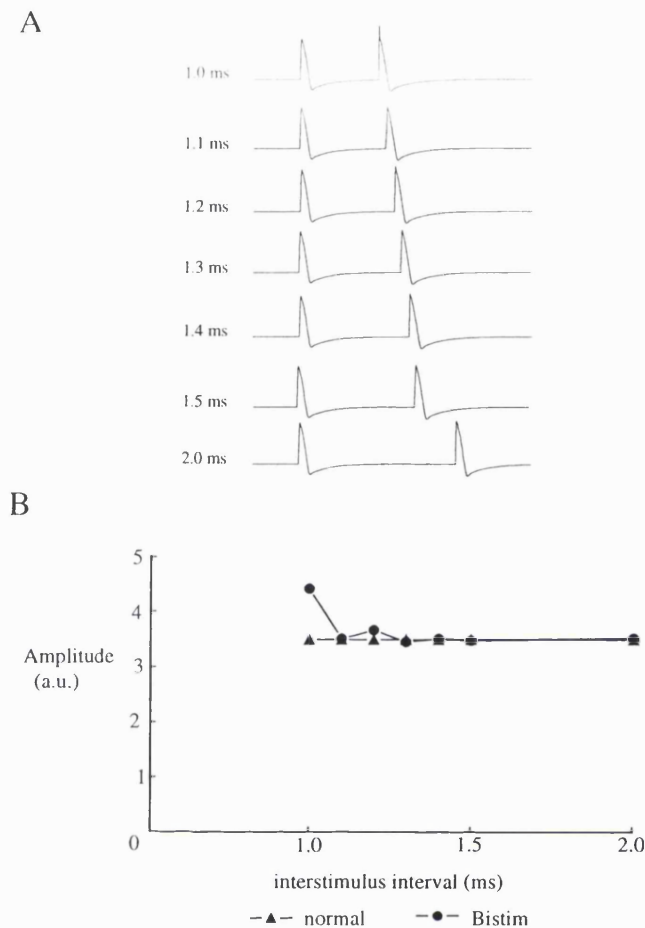 A
1.0 ms
1.1 ms
1.2 ms
1.3 ms
1.4 ms
1.5 ms
2.0 ms
B
5
4
Amplitude
(a.u.)
3
2
1
0
1.0 1.5 2.0
interstimulus interval (ms)
normal Bistim